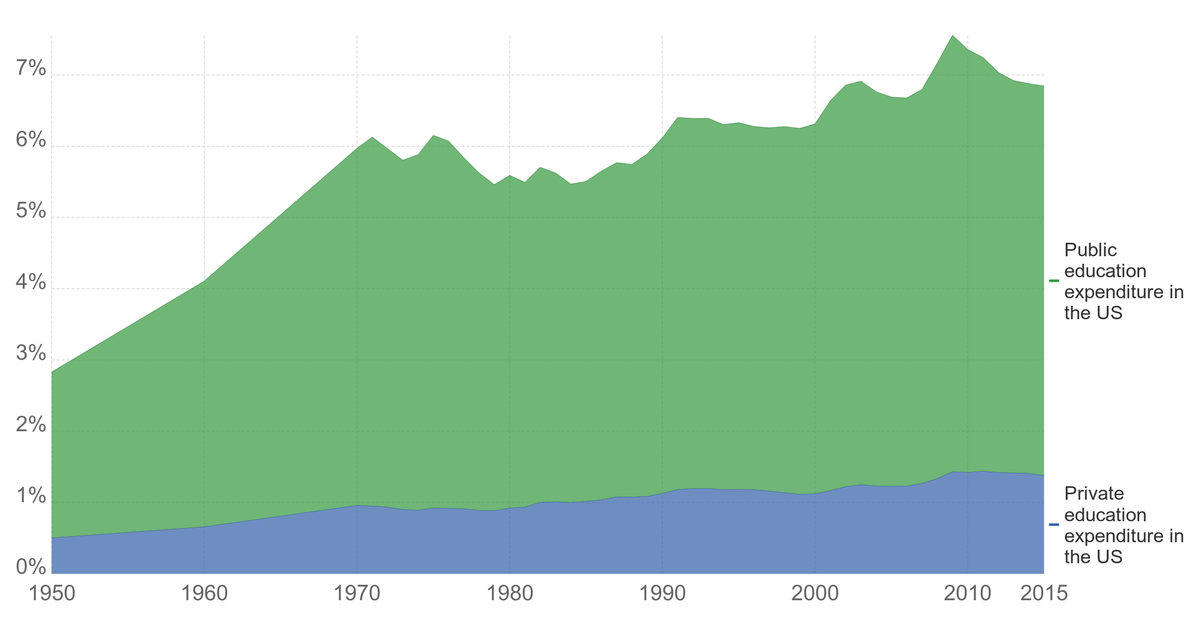 7%
6%
5%
4%
3%
2%
1%
0%
1950 1960 1970 1980 1990 2000 2010 2015
Public
education
expenditure in
the US
Private
education
expenditure in
the US